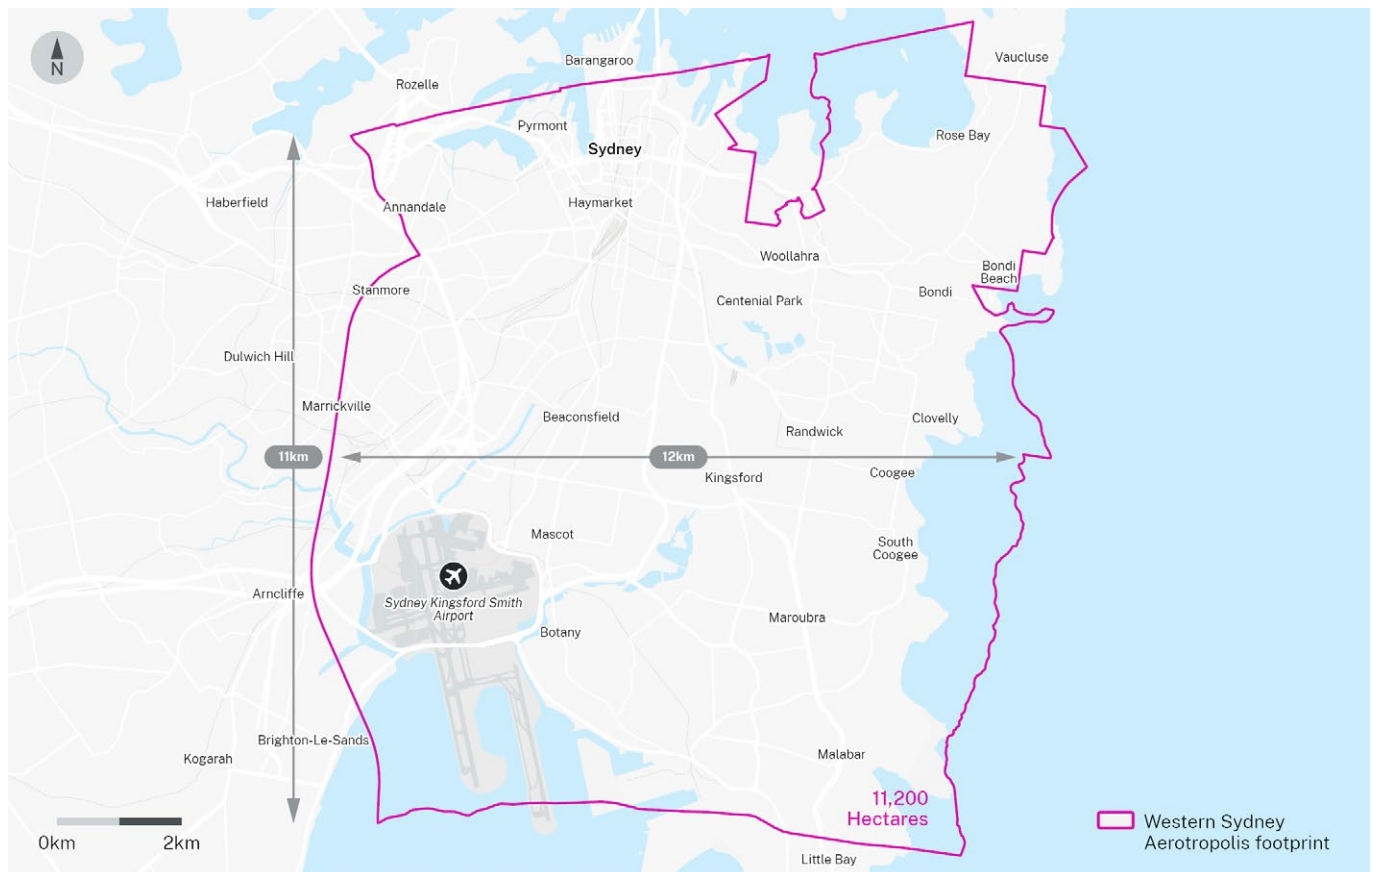 N
Barangaroo
Vaucluse
Rozelle
Pyrmont
Rose Bay
Sydney
Haberfield
Annandale
Haymarket
Woollahra
Bondi
Beach
Stanmore
Bondi
Centenial Park
Dulwich Hill
Marrickville
Beaconsfield
Clovelly
Randwick
11km
12km
Kingsford
Coogee
Mascot
South
Coogee
Arncliffe
Sydney Kingsford Smith
Airport
Maroubra
Botany
Brighton-Le-Sands
Kogarah
Malabar
11,200
Hectares
0km
2km
Western Sydney
Aerotropolis footprint
Little Bay